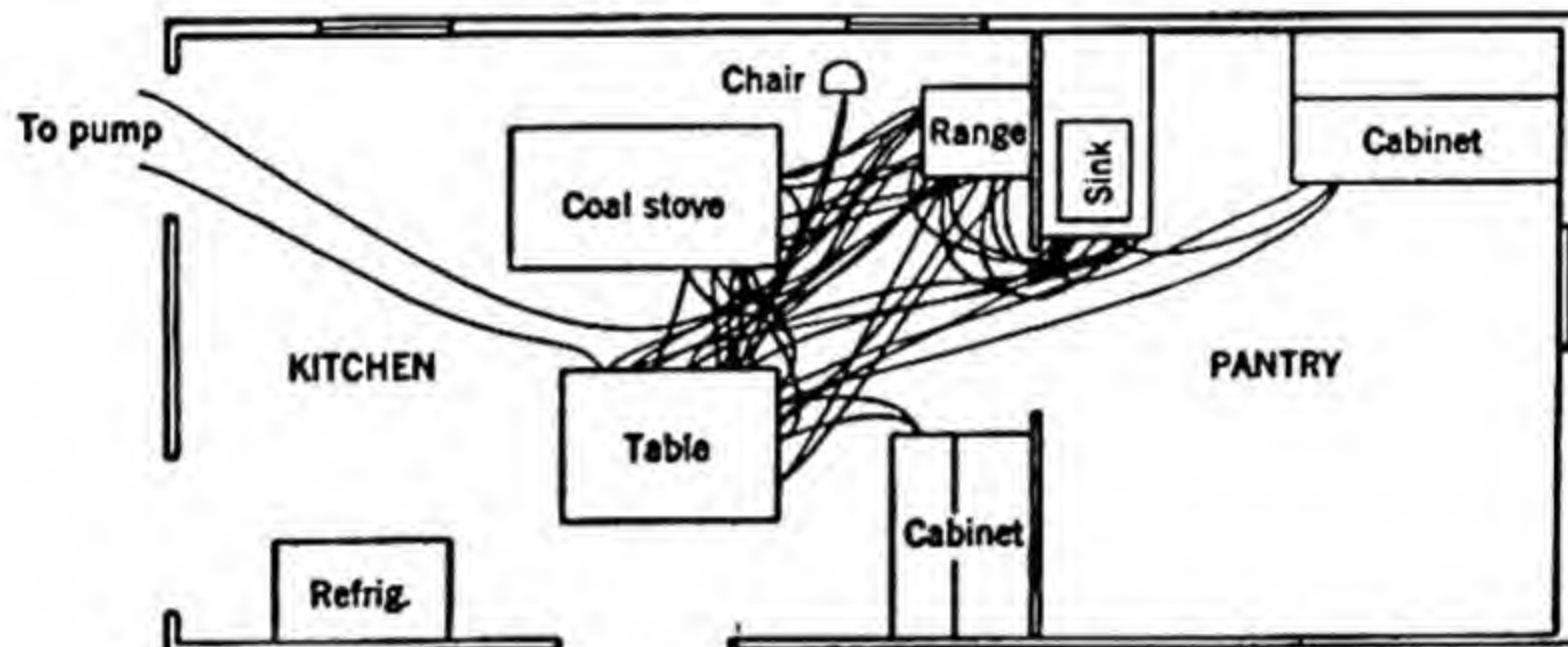 Chair
To pump
Range
Cabinet
Sink
Coal stove
KITCHEN
PANTRY
Table
Cabinet
Refrig.